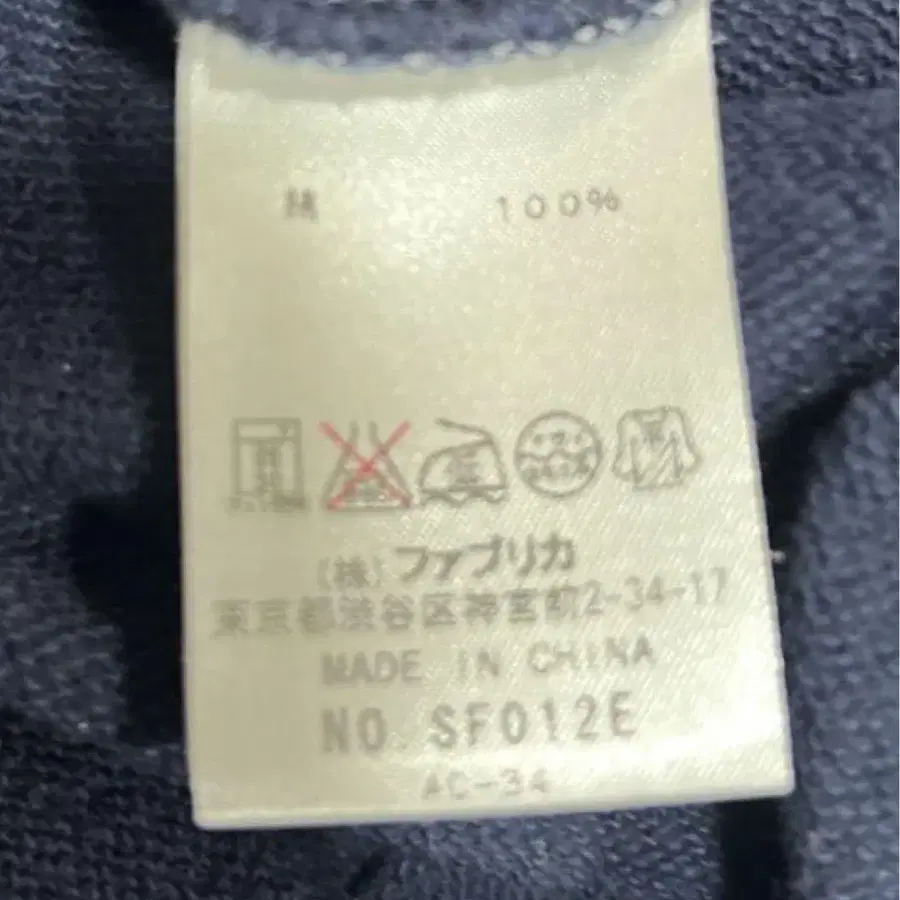 綿 100%
(株)ファブリカ
東京都渋谷区神宮前2-34-17
MADE IN CHINA
NO. SF012E
AC-34